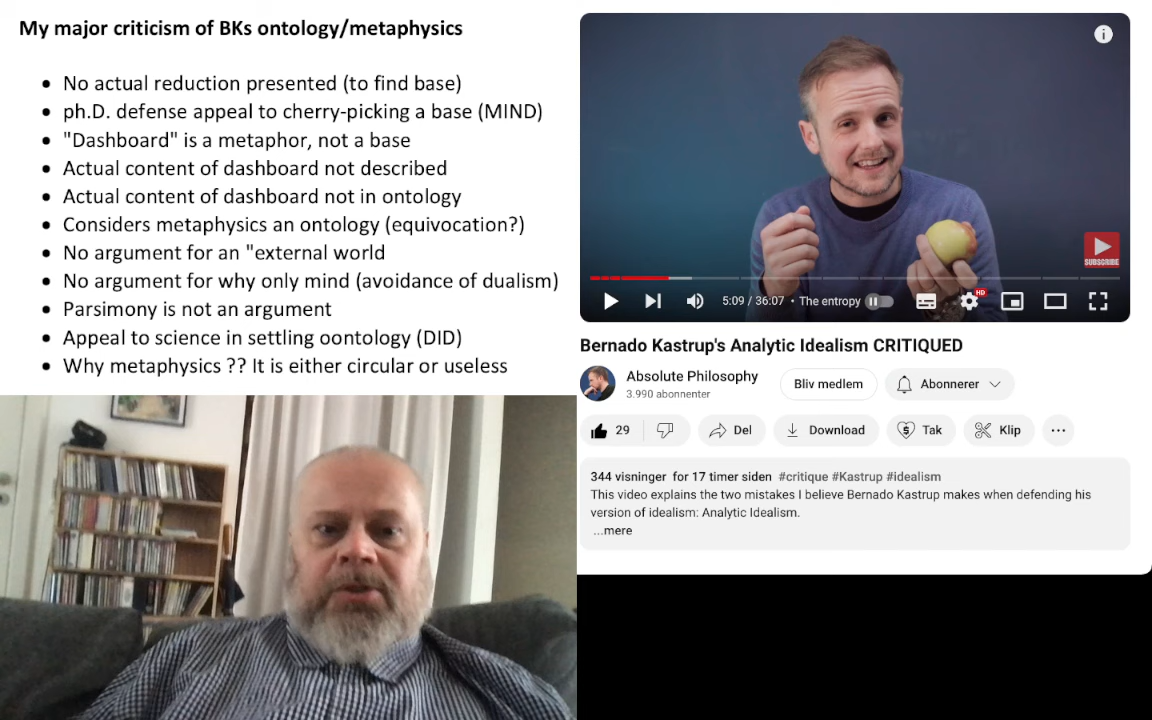 My major criticism of BKs ontology/metaphysics
• No actual reduction presented (to find base)
• ph.D. defense appeal to cherry-picking a base (MIND)
• "Dashboard" is a metaphor, not a base
• Actual content of dashboard not described
• Actual content of dashboard not in ontology
• Considers metaphysics an ontology (equivocation?)
• No argument for an "external world
• No argument for why only mind (avoidance of dualism)
• Parsimony is not an argument
• Appeal to science in settling oontology (DID)
• Why metaphysics ?? It is either circular or useless
i
SUBSCRIBE
5:09 / 36:07 • The entropy
HD
Bernado Kastrup's Analytic Idealism CRITIQUED
Absolute Philosophy
3.990 abonnenter
Bliv medlem
Abonnerer
29
Del
Download
Tak
Klip
344 visninger for 17 timer siden #critique #Kastrup #idealism
This video explains the two mistakes I believe Bernado Kastrup makes when defending his
version of idealism: Analytic Idealism.
...mere